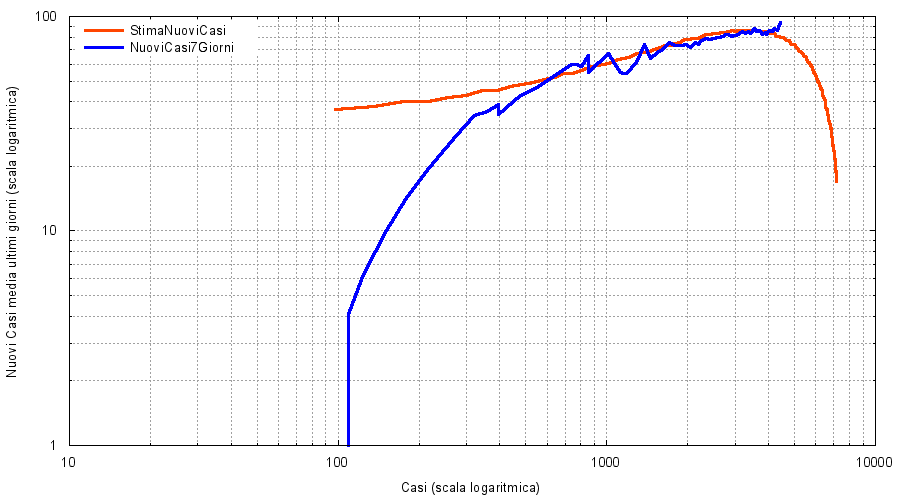 100
StimaNuoviCasi
NuoviCasi7Giorni
Nuovi Casi media ultimi giorni (scala logaritmica)
10
1
10
100
1000
10000
Casi (scala logaritmica)